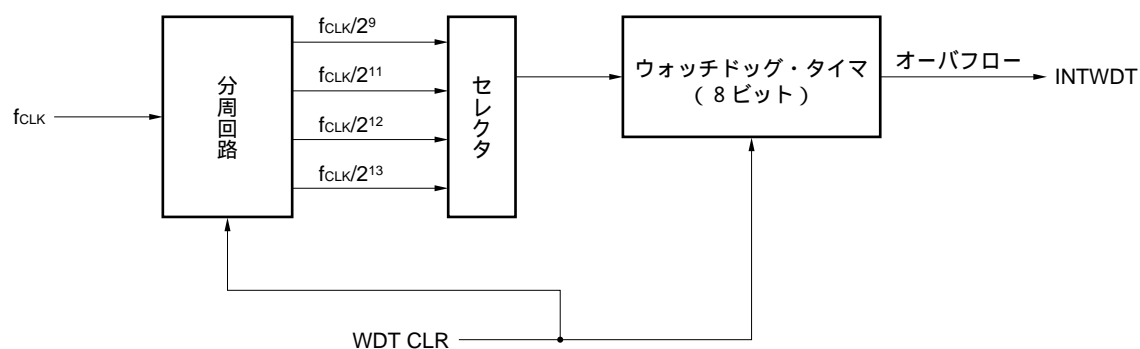 fCLK
分周回路
fCLK/2⁹
fCLK/2¹¹
fCLK/2¹²
fCLK/2¹³
セレクタ
ウォッチドッグ・タイマ
（8ビット）
オーバフロー
INTWDT
WDT CLR